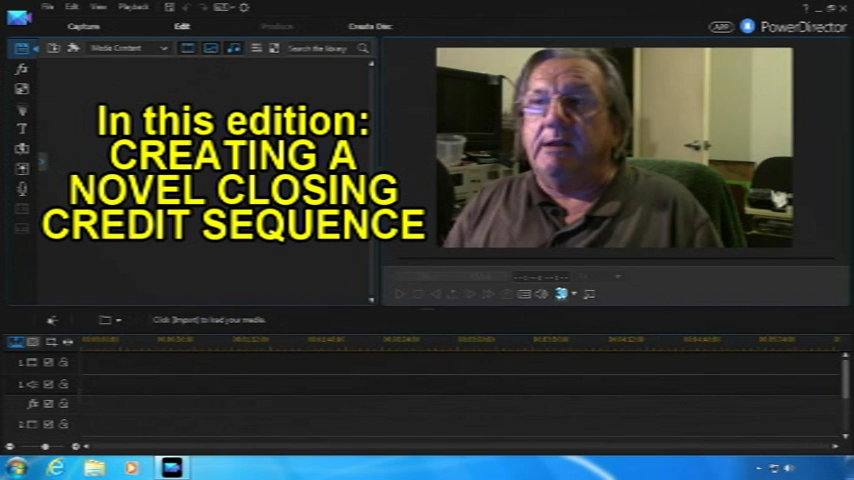 File Edit View Playback
Capture Edit Produce Create Disc
APP PowerDirector
Media Content
Search the library
In this edition:
CREATING A
NOVEL CLOSING
CREDIT SEQUENCE
Click [Import] to load your media.